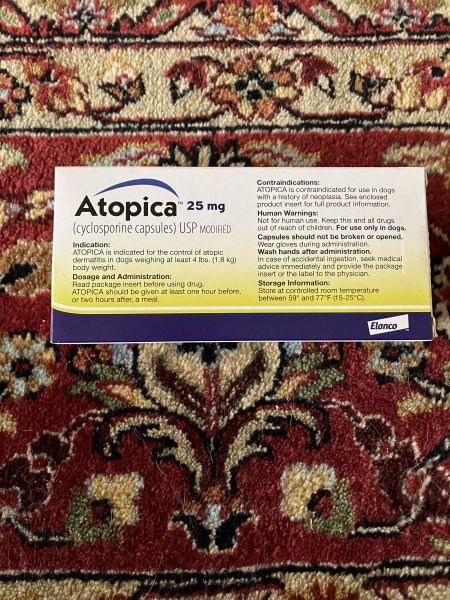 Atopica™ 25 mg
(cyclosporine capsules) USP MODIFIED
Indication:
ATOPICA is indicated for the control of atopic
dermatitis in dogs weighing at least 4 lbs. (1.8 kg)
body weight.
Dosage and Administration:
Read package insert before using drug.
ATOPICA should be given at least one hour before,
or two hours after, a meal.
Contraindications:
ATOPICA is contraindicated for use in dogs
with a history of neoplasia. See enclosed
product insert for full product information.
Human Warnings:
Not for human use. Keep this and all drugs
out of reach of children. For use only in dogs.
Capsules should not be broken or opened.
Wear gloves during administration.
Wash hands after administration.
In case of accidental ingestion, seek medical
advice immediately and provide the package
insert or the label to the physician.
Storage Information:
Store at controlled room temperature
between 59° and 77°F (15-25°C).
Elanco